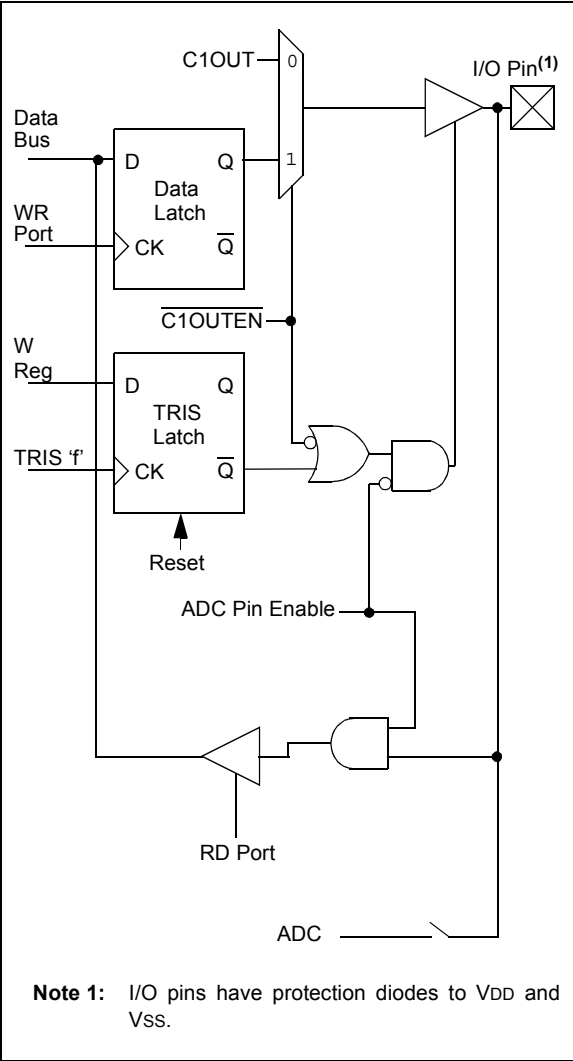 C1OUT
0
I/O Pin(1)
Data
Bus
D
Q
1
Data
Latch
WR
Port
CK
Q̅
C̅1̅O̅U̅T̅E̅N̅
W
Reg
D
Q
TRIS
Latch
TRIS ‘f’
CK
Q̅
Reset
ADC Pin Enable
RD Port
ADC
Note 1: I/O pins have protection diodes to VDD and
VSS.